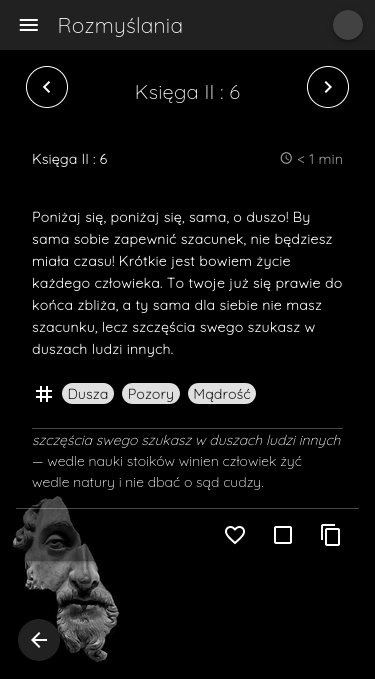 Rozmyślania
Księga II : 6
Księga II : 6
< 1 min
Poniżaj się, poniżaj się, sama, o duszo! By
sama sobie zapewnić szacunek, nie będziesz
miała czasu! Krótkie jest bowiem życie
każdego człowieka. To twoje już się prawie do
końca zbliża, a ty sama dla siebie nie masz
szacunku, lecz szczęścia swego szukasz w
duszach ludzi innych.
# Dusza Pozory Mądrość
szczęścia swego szukasz w duszach ludzi innych
— wedle nauki stoików winien człowiek żyć
wedle natury i nie dbać o sąd cudzy.